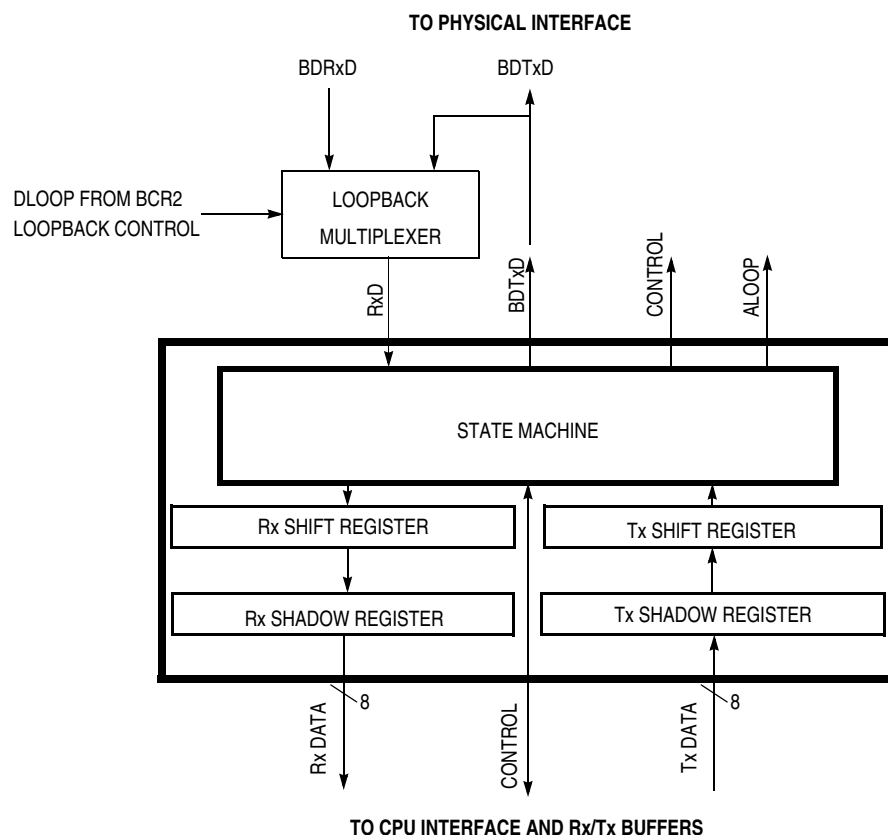 TO PHYSICAL INTERFACE
BDRxD
BDTxD
DLOOP FROM BCR2
LOOPBACK CONTROL
LOOPBACK
MULTIPLEXER
RxD
BDTxD
CONTROL
ALOOP
STATE MACHINE
Rx SHIFT REGISTER
Tx SHIFT REGISTER
Rx SHADOW REGISTER
Tx SHADOW REGISTER
8
8
Rx DATA
CONTROL
Tx DATA
TO CPU INTERFACE AND Rx/Tx BUFFERS